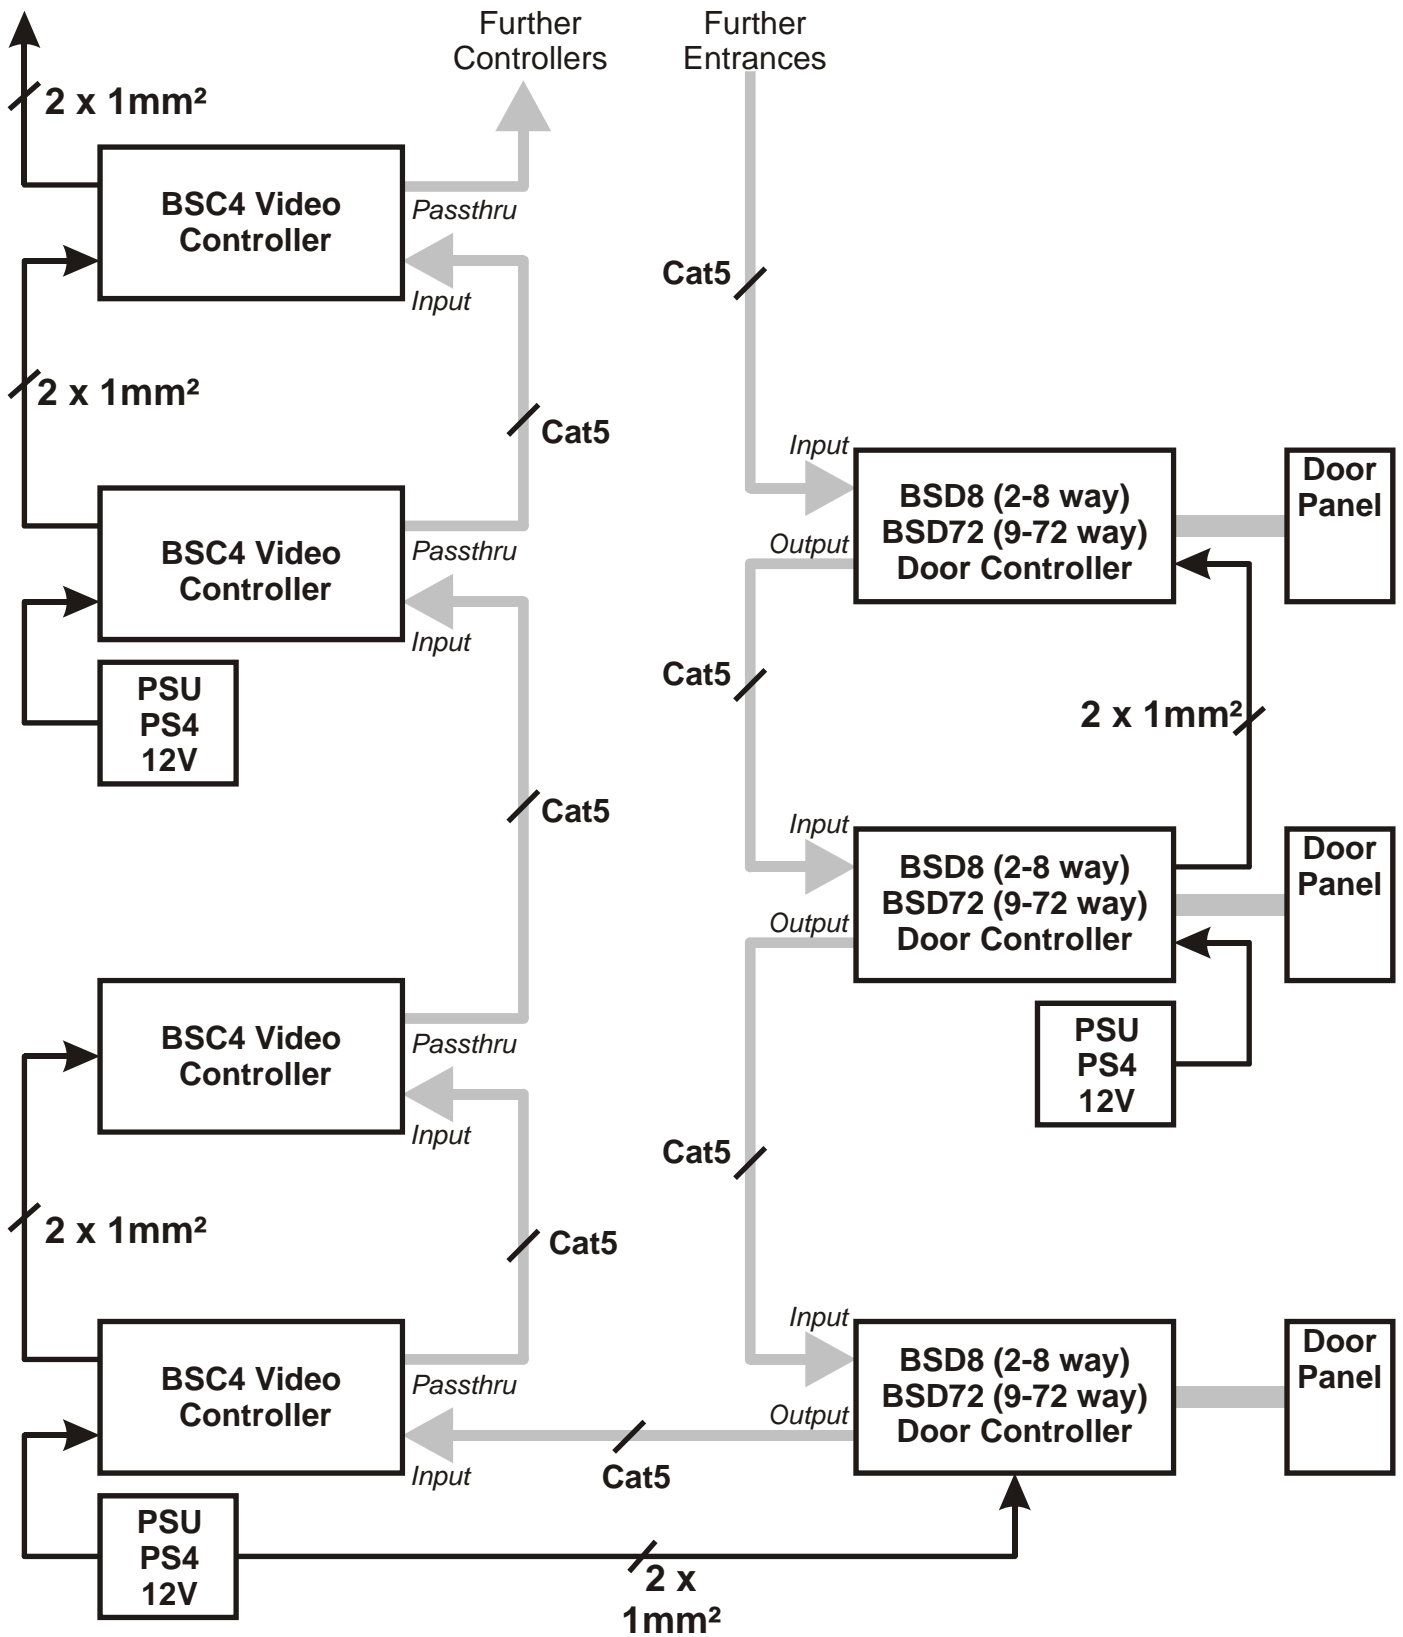 Further
Controllers
Further
Entrances
2 x 1mm²
BSC4 Video
Controller
Passthru
Input
Cat5
2 x 1mm²
Cat5
Input
BSD8 (2-8 way)
BSD72 (9-72 way)
Door Controller
Output
Door
Panel
BSC4 Video
Controller
Passthru
Input
PSU
PS4
12V
Cat5
2 x 1mm²
Cat5
Input
BSD8 (2-8 way)
BSD72 (9-72 way)
Door Controller
Output
Door
Panel
BSC4 Video
Controller
Passthru
Input
PSU
PS4
12V
Cat5
2 x 1mm²
Cat5
Input
BSD8 (2-8 way)
BSD72 (9-72 way)
Door Controller
Output
Door
Panel
BSC4 Video
Controller
Passthru
Input
Cat5
PSU
PS4
12V
2 x
1mm²